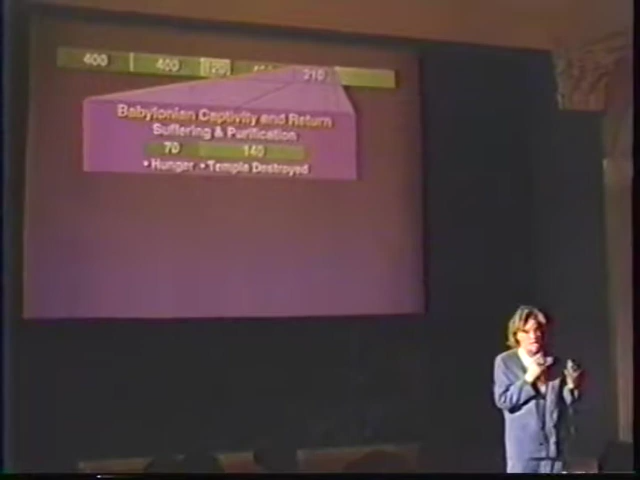 400 400 120 210
Babylonian Captivity and Return
Suffering & Purification
70 140
• Hunger • Temple Destroyed